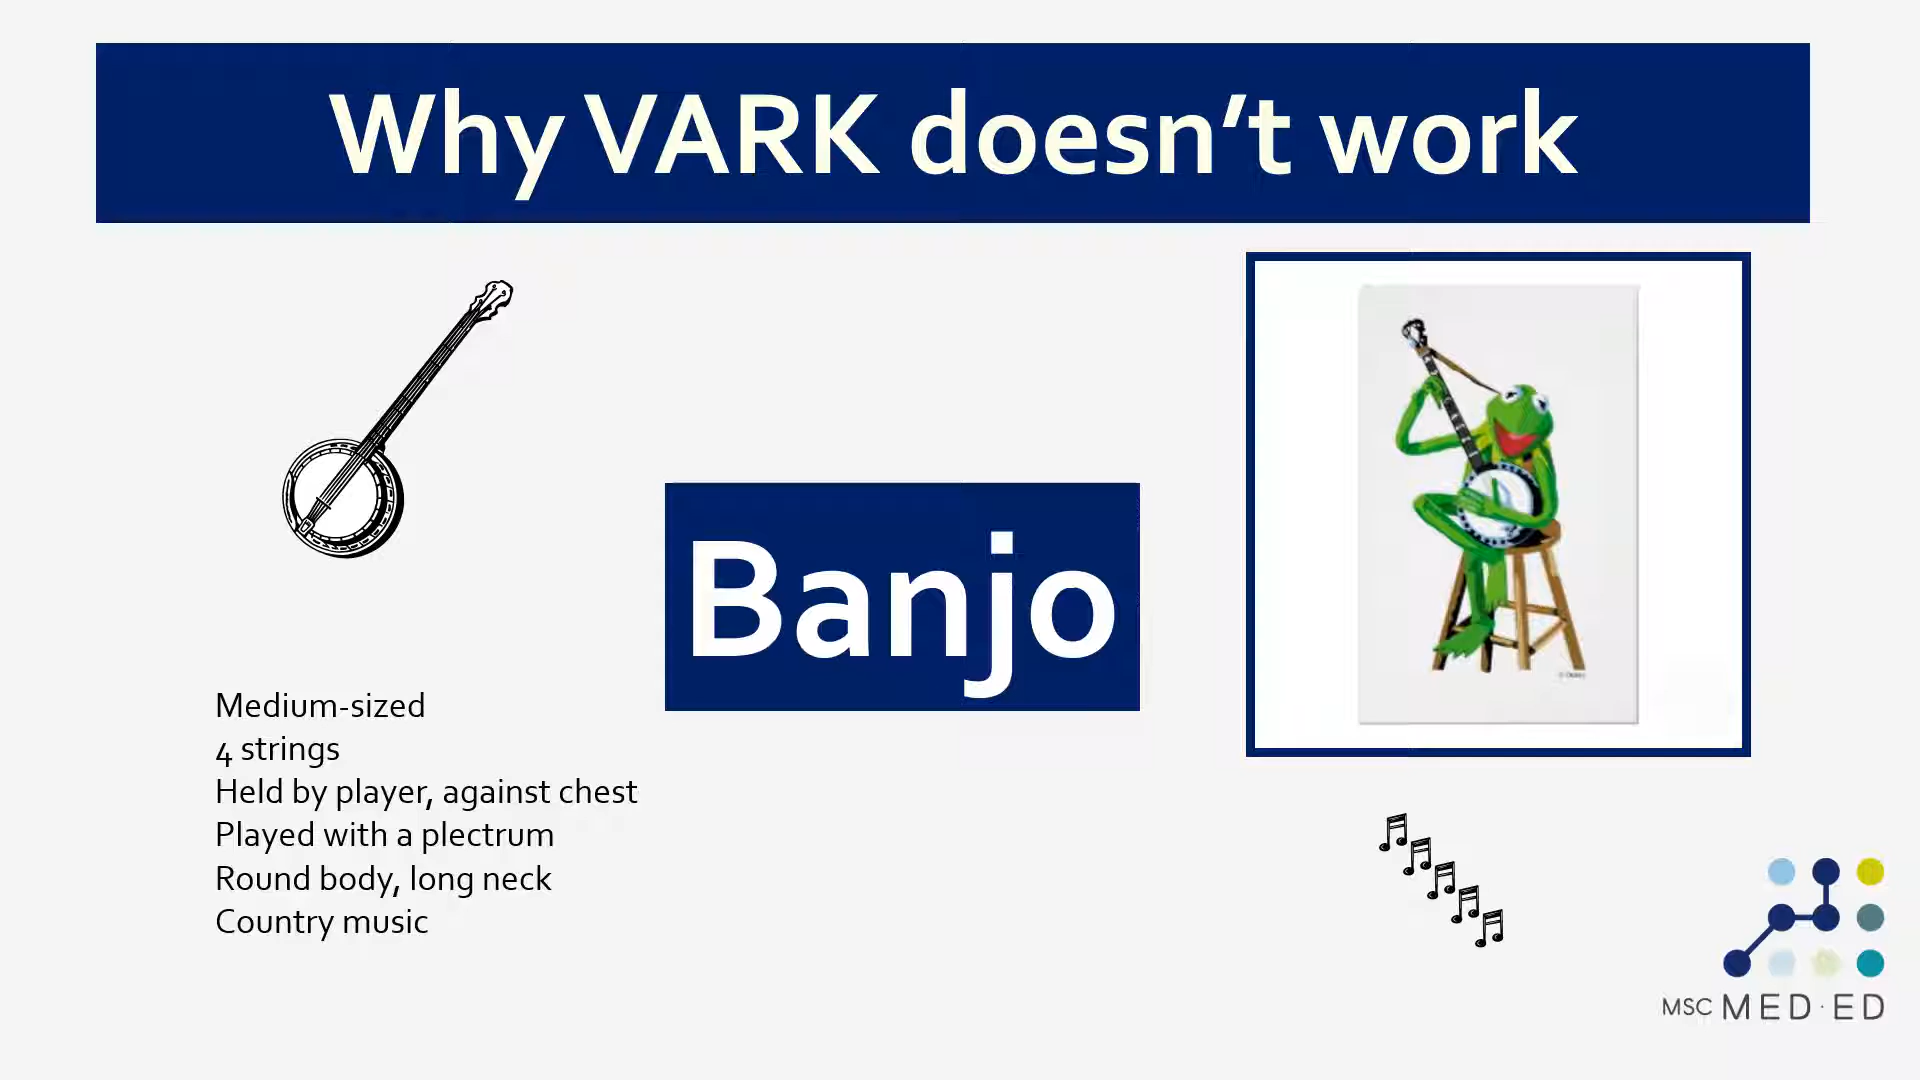 Why VARK doesn’t work
Banjo
Medium-sized
4 strings
Held by player, against chest
Played with a plectrum
Round body, long neck
Country music
MSC MED·ED